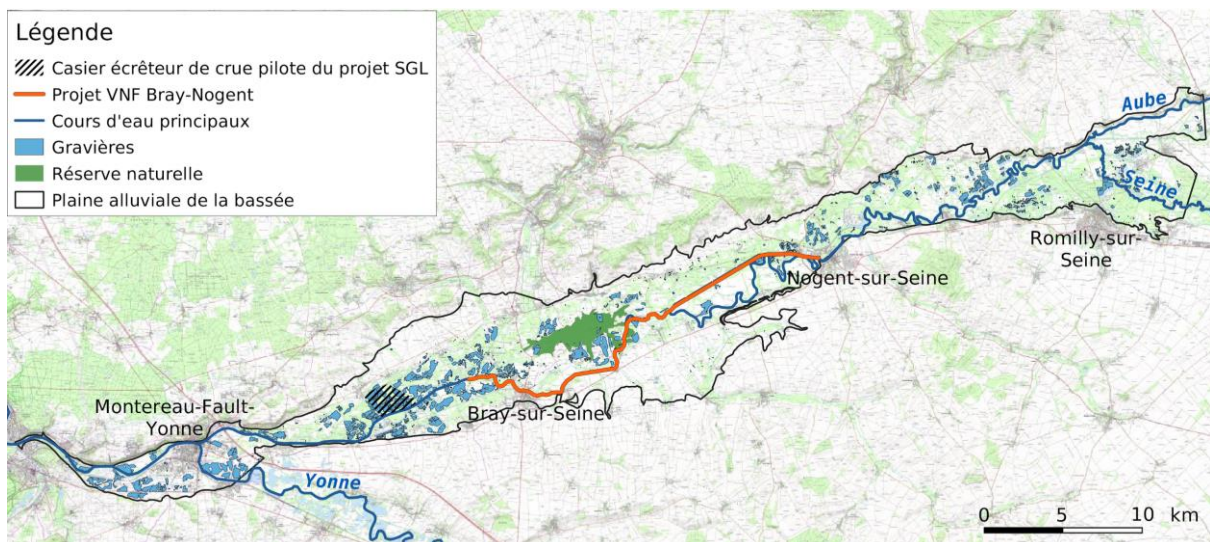 Légende
Casier écrêteur de crue pilote du projet SGL
Projet VNF Bray-Nogent
Cours d'eau principaux
Gravières
Réserve naturelle
Plaine alluviale de la bassée
Aube
Seine
Romilly-sur-
Seine
Nogent-sur-Seine
Bray-sur-Seine
Montereau-Fault-
Yonne
Yonne
0 5 10 km